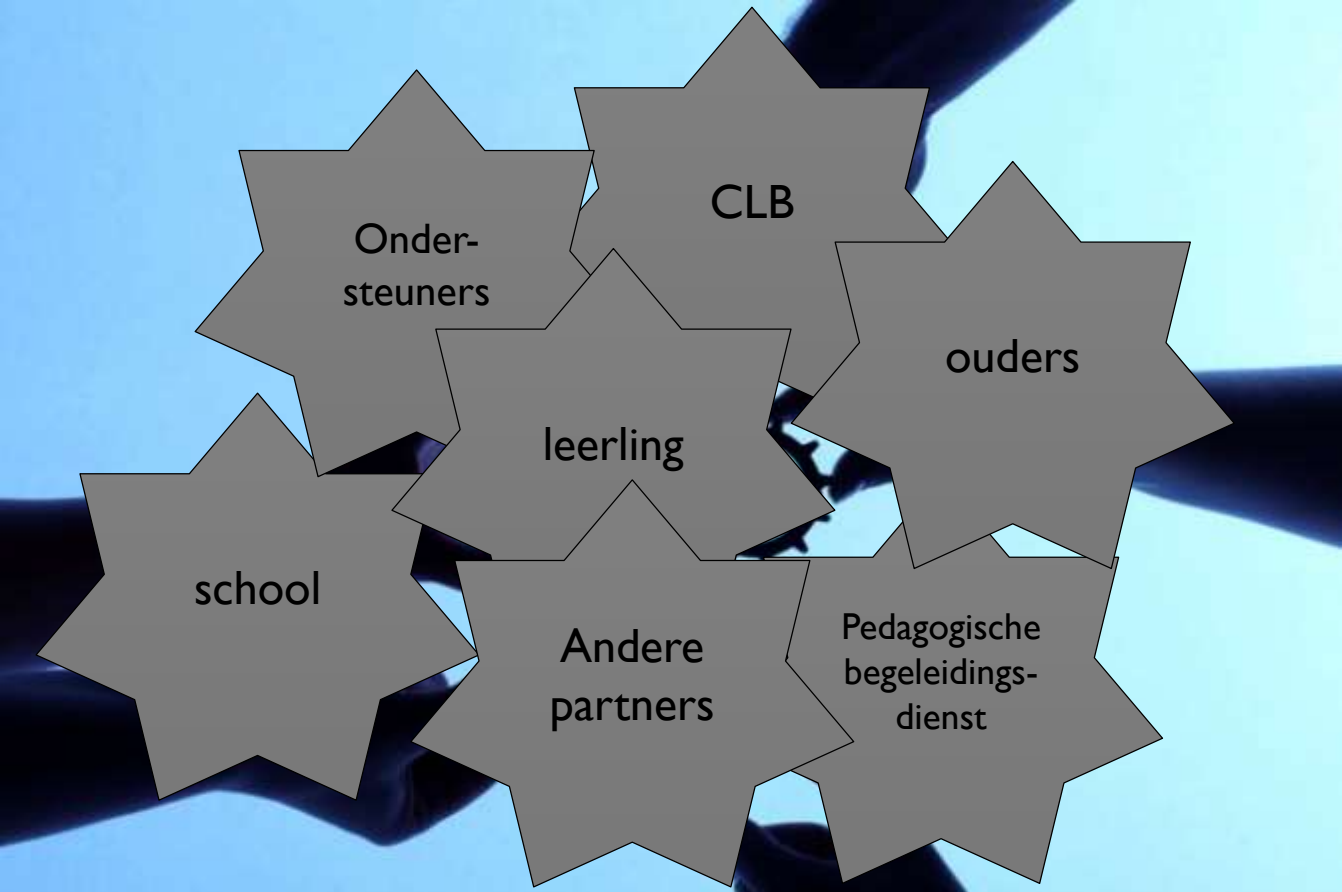 CLB
Onder-
steuners
ouders
leerling
school
Andere
partners
Pedagogische
begeleidings-
dienst